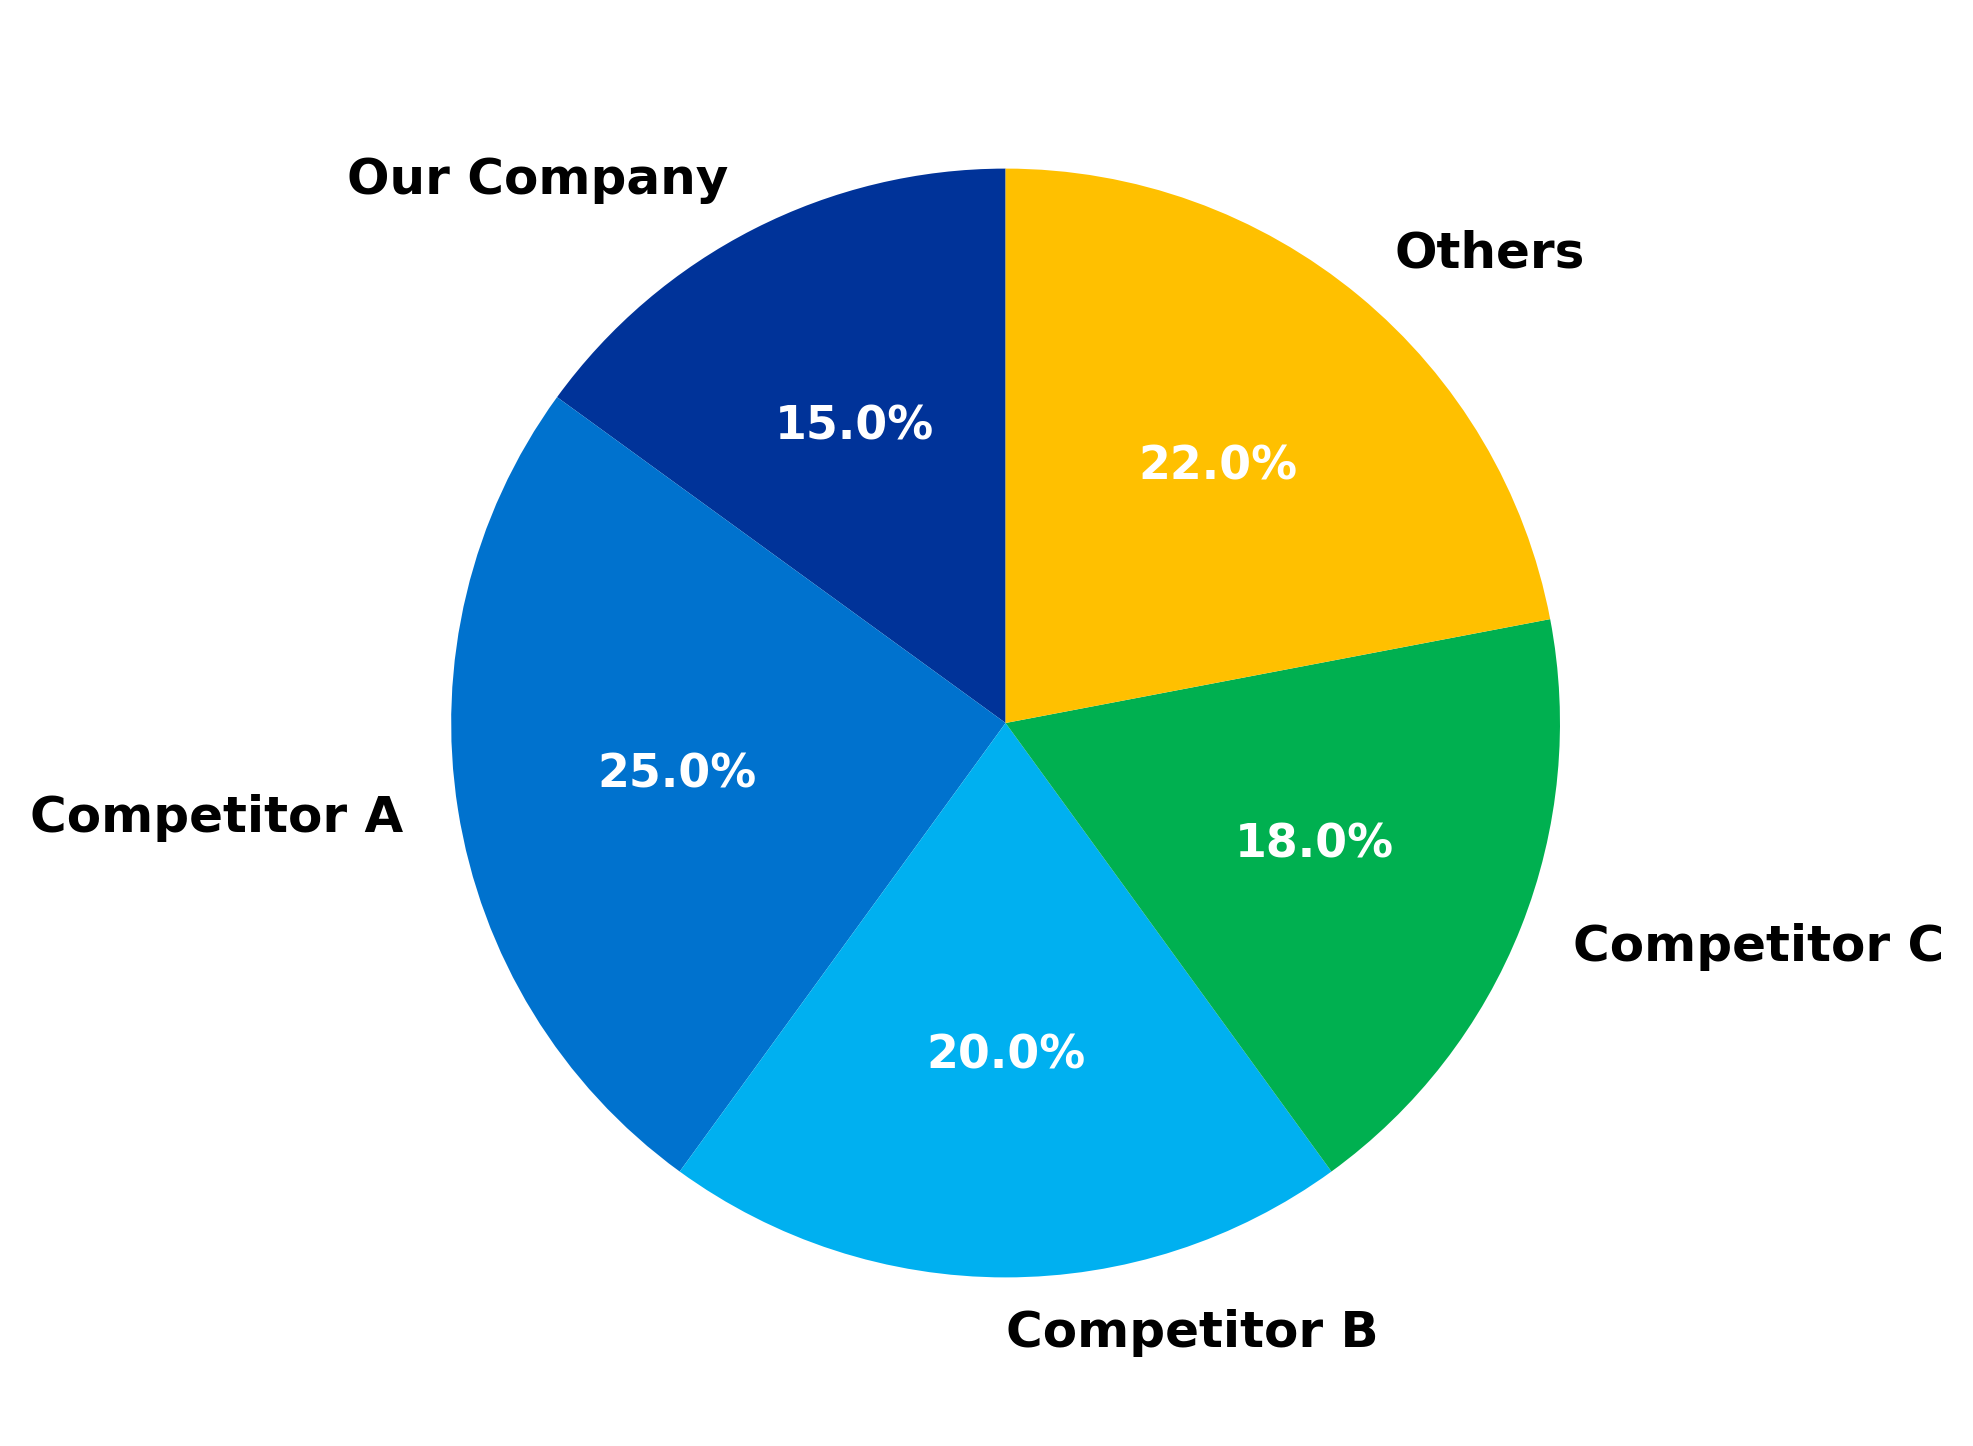 Our Company
Others
15.0%
22.0%
25.0%
Competitor A
18.0%
Competitor C
20.0%
Competitor B